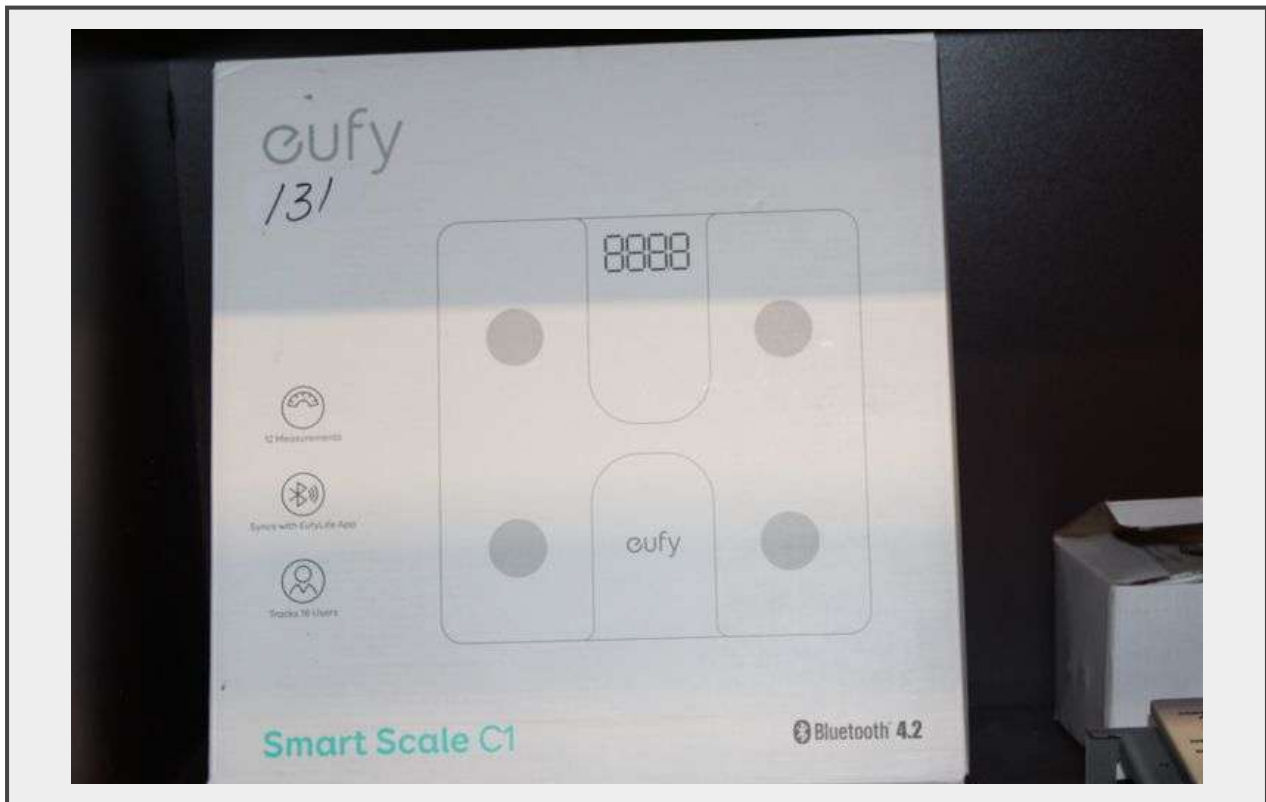 eufy
131
8888
12 Measurements
Syncs with EufyLife App
Tracks 16 Users
eufy
Smart Scale C1
Bluetooth® 4.2